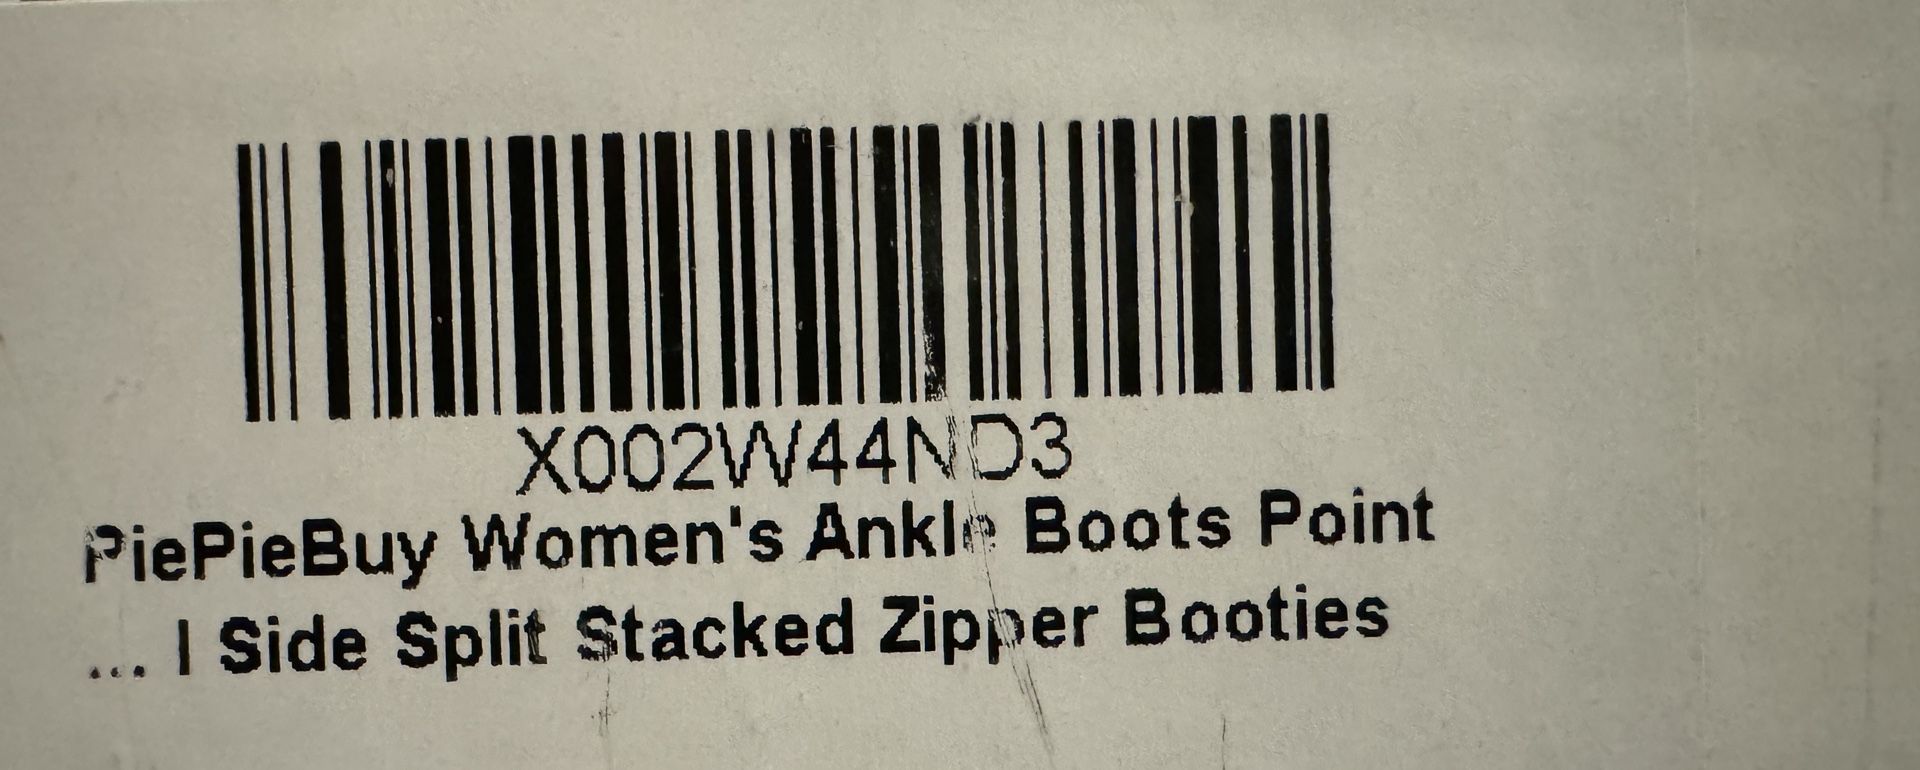 X002W44ND3
PiePieBuy Women's Ankle Boots Point
... l Side Split Stacked Zipper Booties